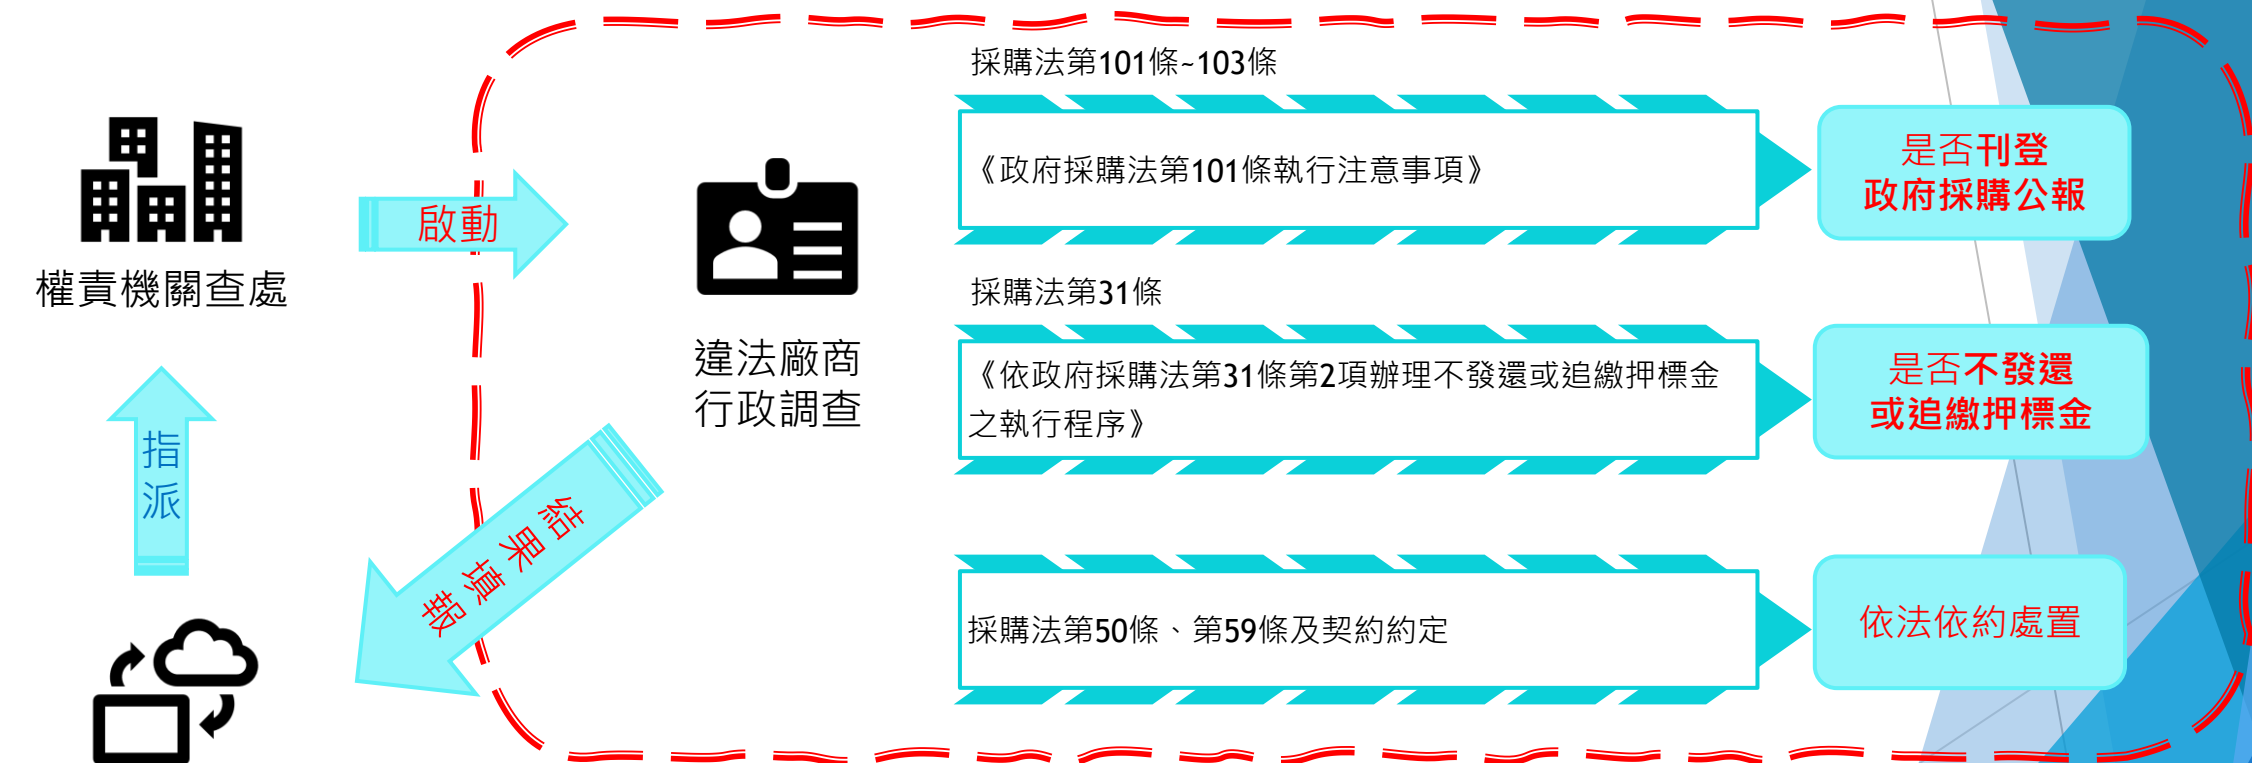 權責機關查處
指
派
啟動
違法廠商
行政調查
結果填報
採購法第101條~103條
《政府採購法第101條執行注意事項》
是否刊登
政府採購公報
採購法第31條
《依政府採購法第31條第2項辦理不發還或追繳押標金
之執行程序》
是否不發還
或追繳押標金
採購法第50條、第59條及契約約定
依法依約處置